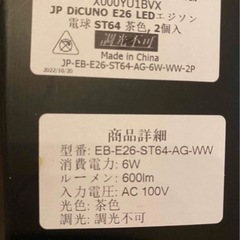 X000YU1BVX
JP DiCUNO E26 LEDエジソン
電球 ST64 茶色, 2個入
調光不可
Made in China
2022/10/20
JP-EB-E26-ST64-AG-6W-WW-2P
商品詳細
型番: EB-E26-ST64-AG-WW
消費電力: 6W
ルーメン: 600lm
入力電圧: AC 100V
光色: 茶色
調光: 調光不可